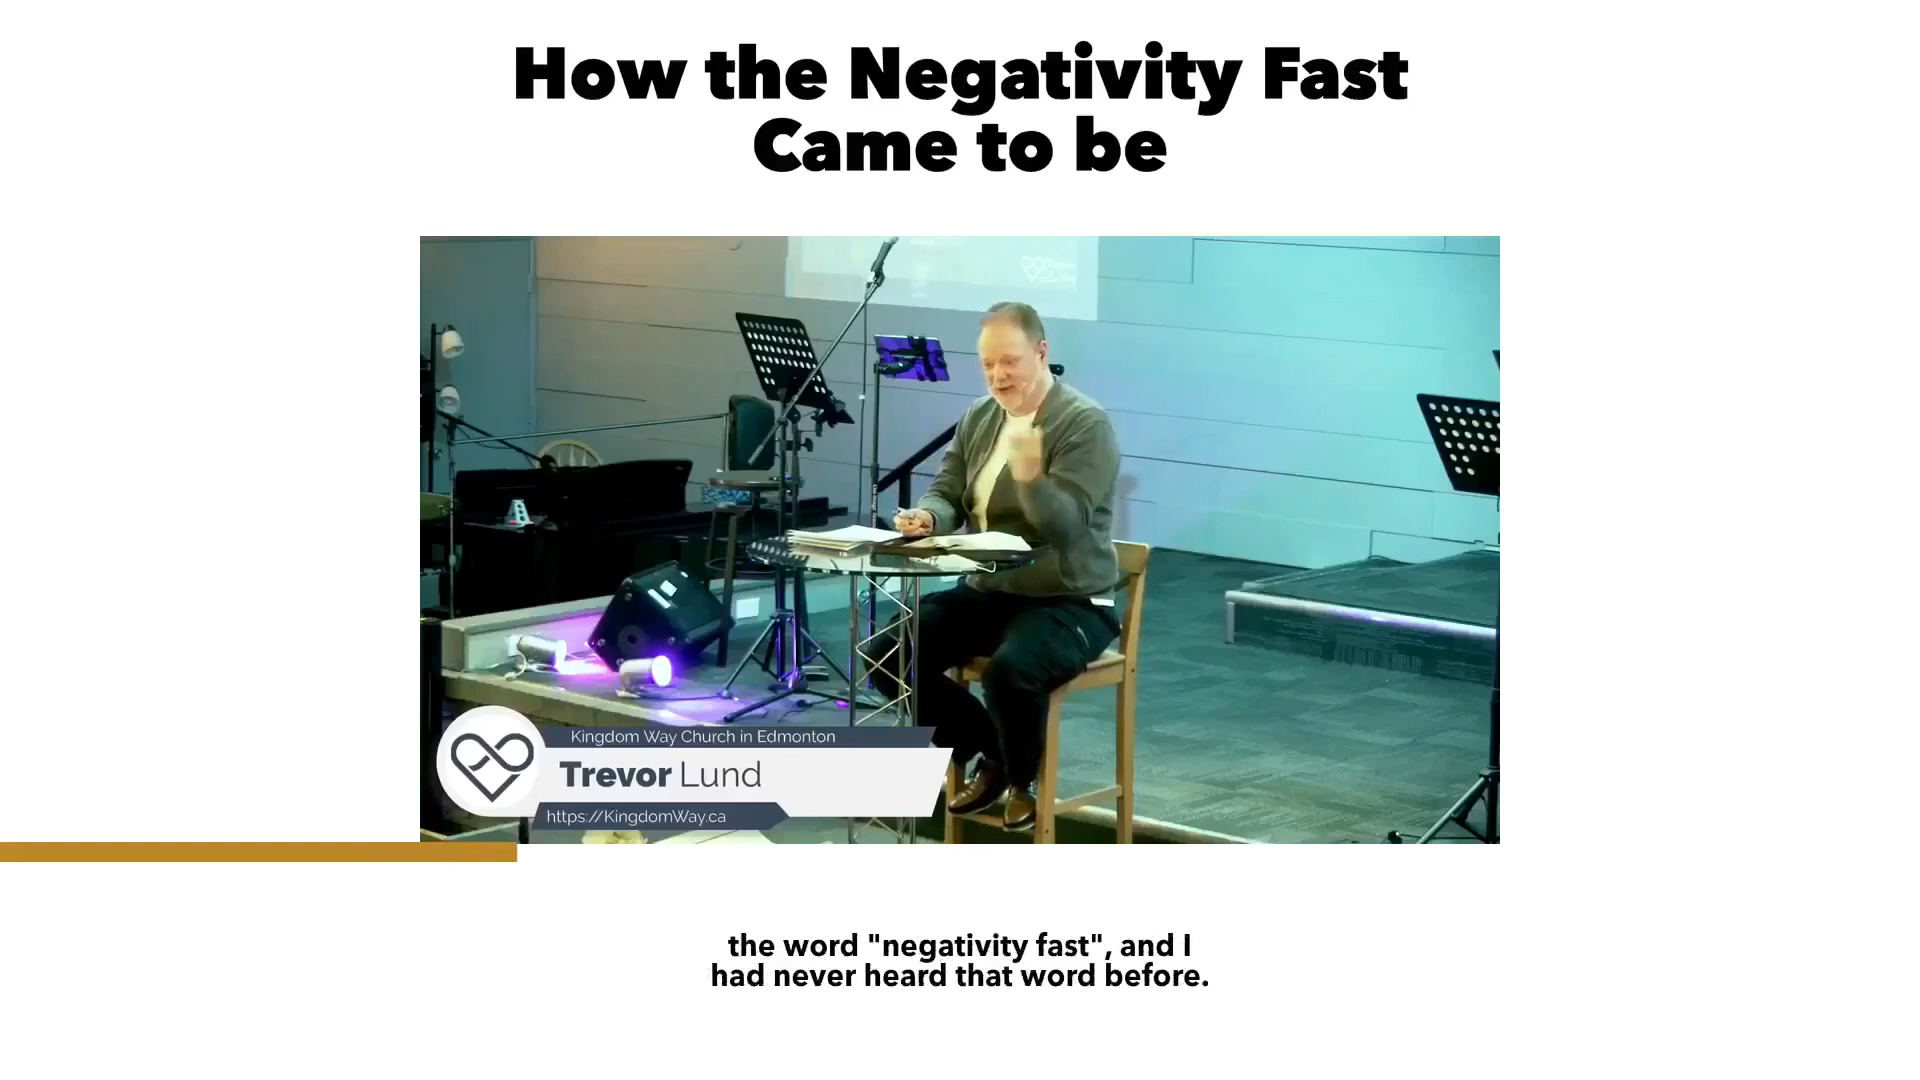 How the Negativity Fast
Came to be
Kingdom Way Church in Edmonton
Trevor Lund
https://KingdomWay.ca
the word "negativity fast", and I
had never heard that word before.